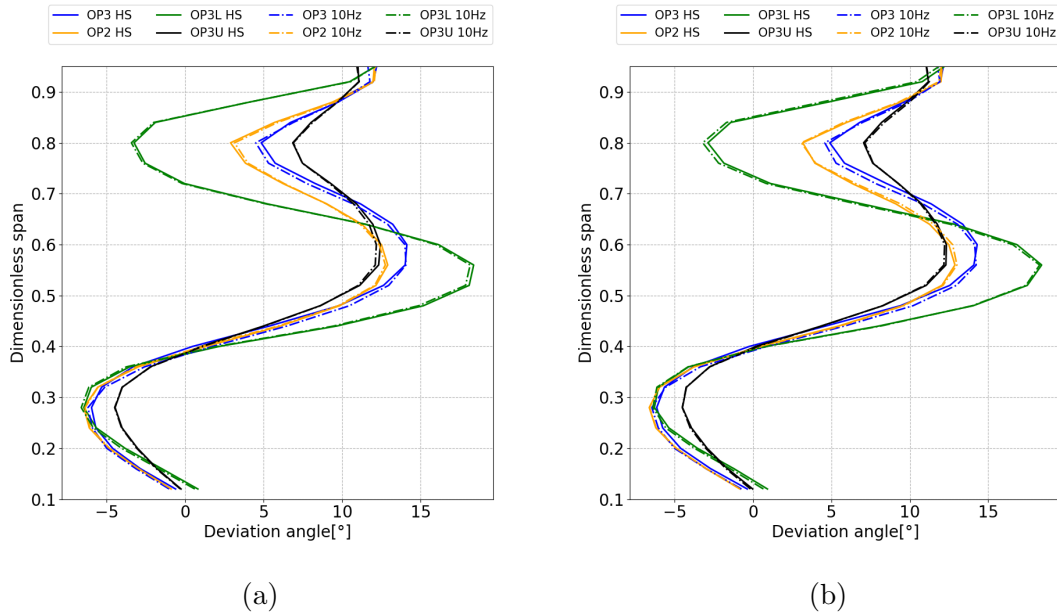 OP3 HS OP3L HS OP3 10Hz OP3L 10Hz
OP2 HS OP3U HS OP2 10Hz OP3U 10Hz
0.9
0.8
0.7
0.6
0.5
0.4
0.3
0.2
0.1
Dimensionless span
−5 0 5 10 15
Deviation angle[°]
(a)
OP3 HS OP3L HS OP3 10Hz OP3L 10Hz
OP2 HS OP3U HS OP2 10Hz OP3U 10Hz
0.9
0.8
0.7
0.6
0.5
0.4
0.3
0.2
0.1
Dimensionless span
−5 0 5 10 15
Deviation angle[°]
(b)